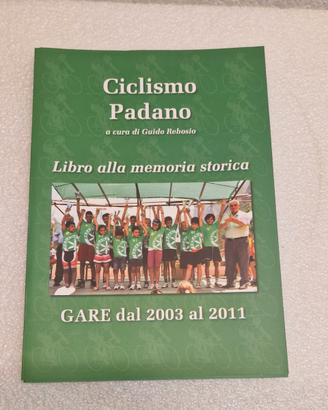 Ciclismo
Padano
a cura di Guido Rebosio
Libro alla memoria storica
GARE dal 2003 al 2011